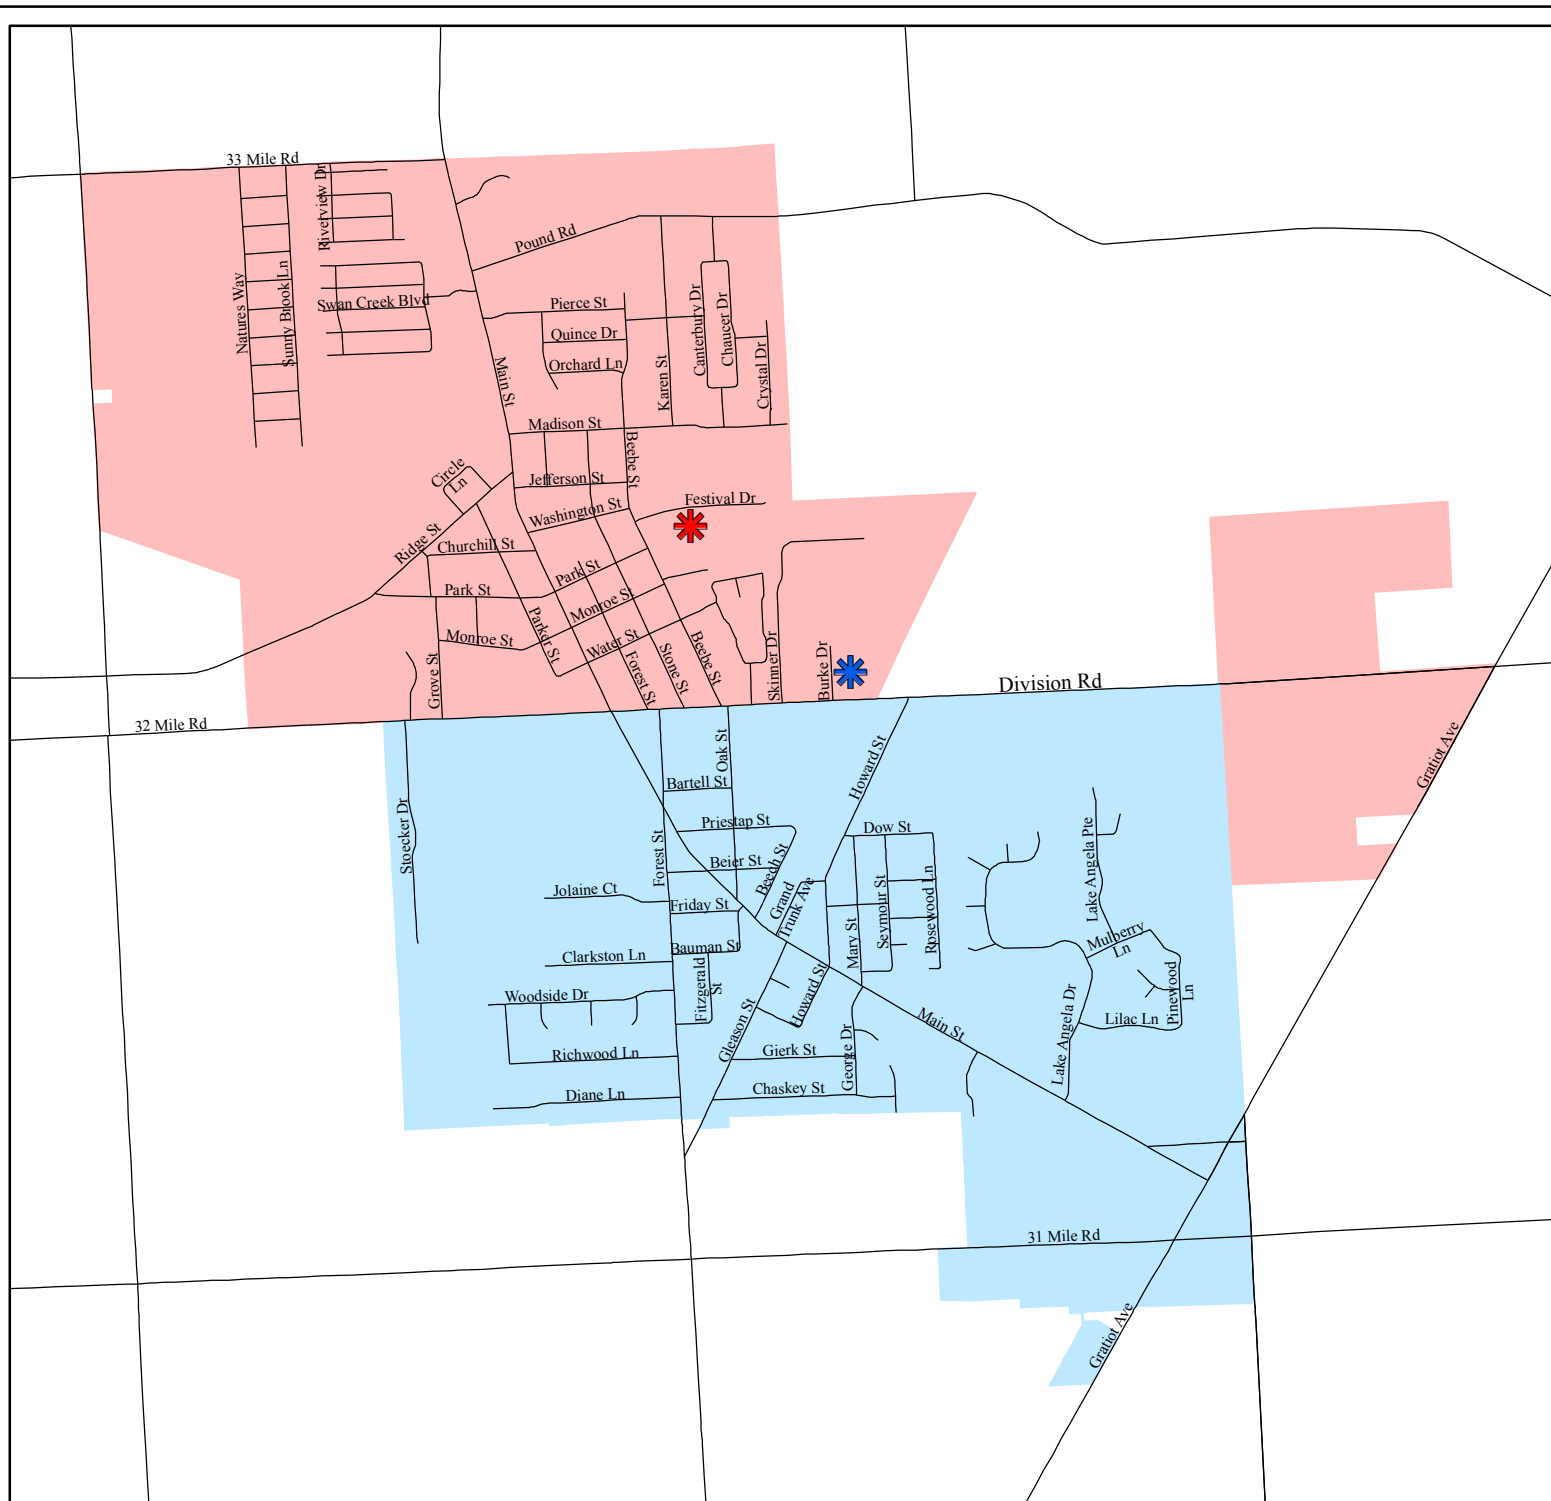 33 Mile Rd
Riverview Dr
Pound Rd
Natures Way
Sunny Brook Ln
Swan Creek Blvd
Pierce St
Quince Dr
Orchard Ln
Canterbury Dr
Chaucer Dr
Main St
Karen St
Crystal Dr
Madison St
Beebe St
Circle
Ln
Jefferson St
Festival Dr
Washington St
Ridge St
Churchill St
Park St
Park St
Monroe St
Parker St
Monroe St
Water St
Beebe St
Stone St
Forest St
Grove St
Skinner Dr
Burke Dr
Division Rd
32 Mile Rd
Oak St
Howard St
Gratiot Ave
Bartell St
Stoecker Dr
Priestap St
Dow St
Forest St
Beier St
Beech St
Lake Angela Pte
Jolaine Ct
Grand
Trunk Ave
Friday St
Seymour St
Rosewood Ln
Mary St
Bauman St
Mulberry
Ln
Clarkston Ln
Fitzgerald
St
Woodside Dr
Howard St
Pinewood
Ln
Gleason St
Main St
Lilac Ln
George Dr
Lake Angela Dr
Richwood Ln
Gierk St
Diane Ln
Chaskey St
31 Mile Rd
Gratiot Ave